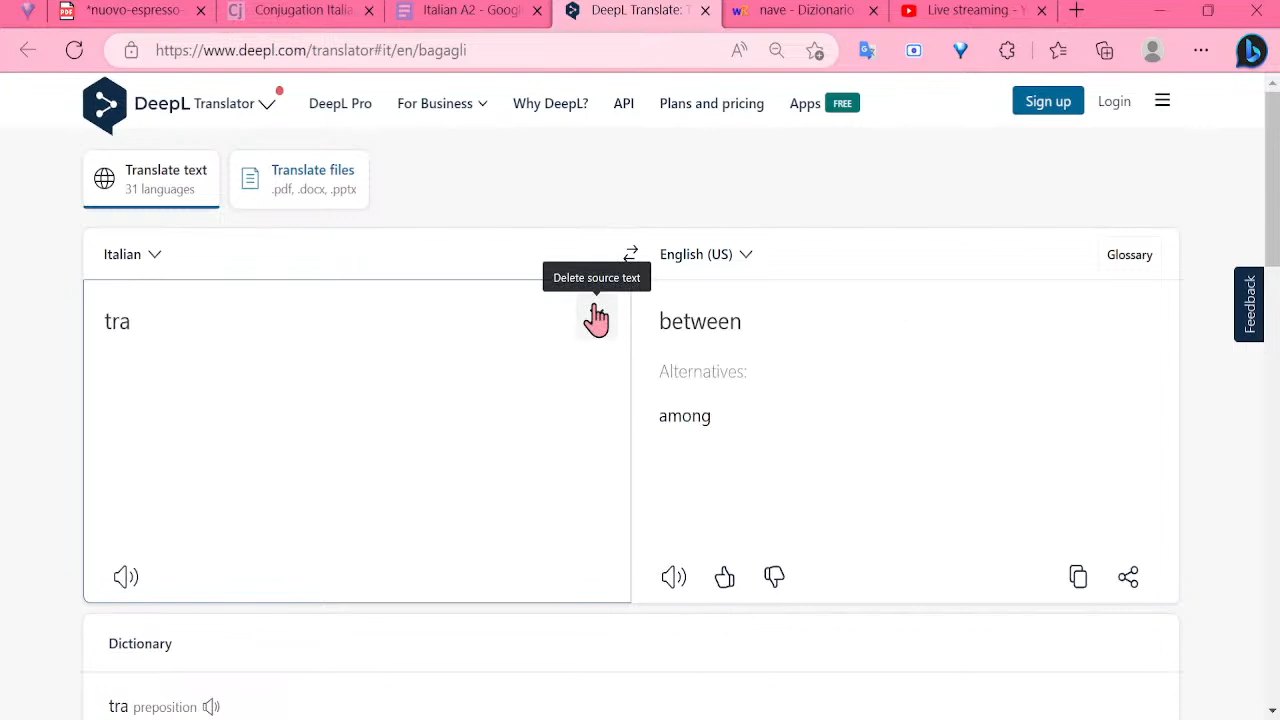 *nuovo-espresso-
Conjugation Italia
Italian A2 - Googl
DeepL Translate: T
nave - Dizionario
Live streaming - Y
https://www.deepl.com/translator#it/en/bagagli
DeepL Translator
DeepL Pro
For Business
Why DeepL?
API
Plans and pricing
Apps FREE
Sign up
Login
Translate text
31 languages
Translate files
.pdf, .docx, .pptx
Italian
English (US)
Glossary
Delete source text
tra
between
Alternatives:
among
Feedback
Dictionary
tra preposition